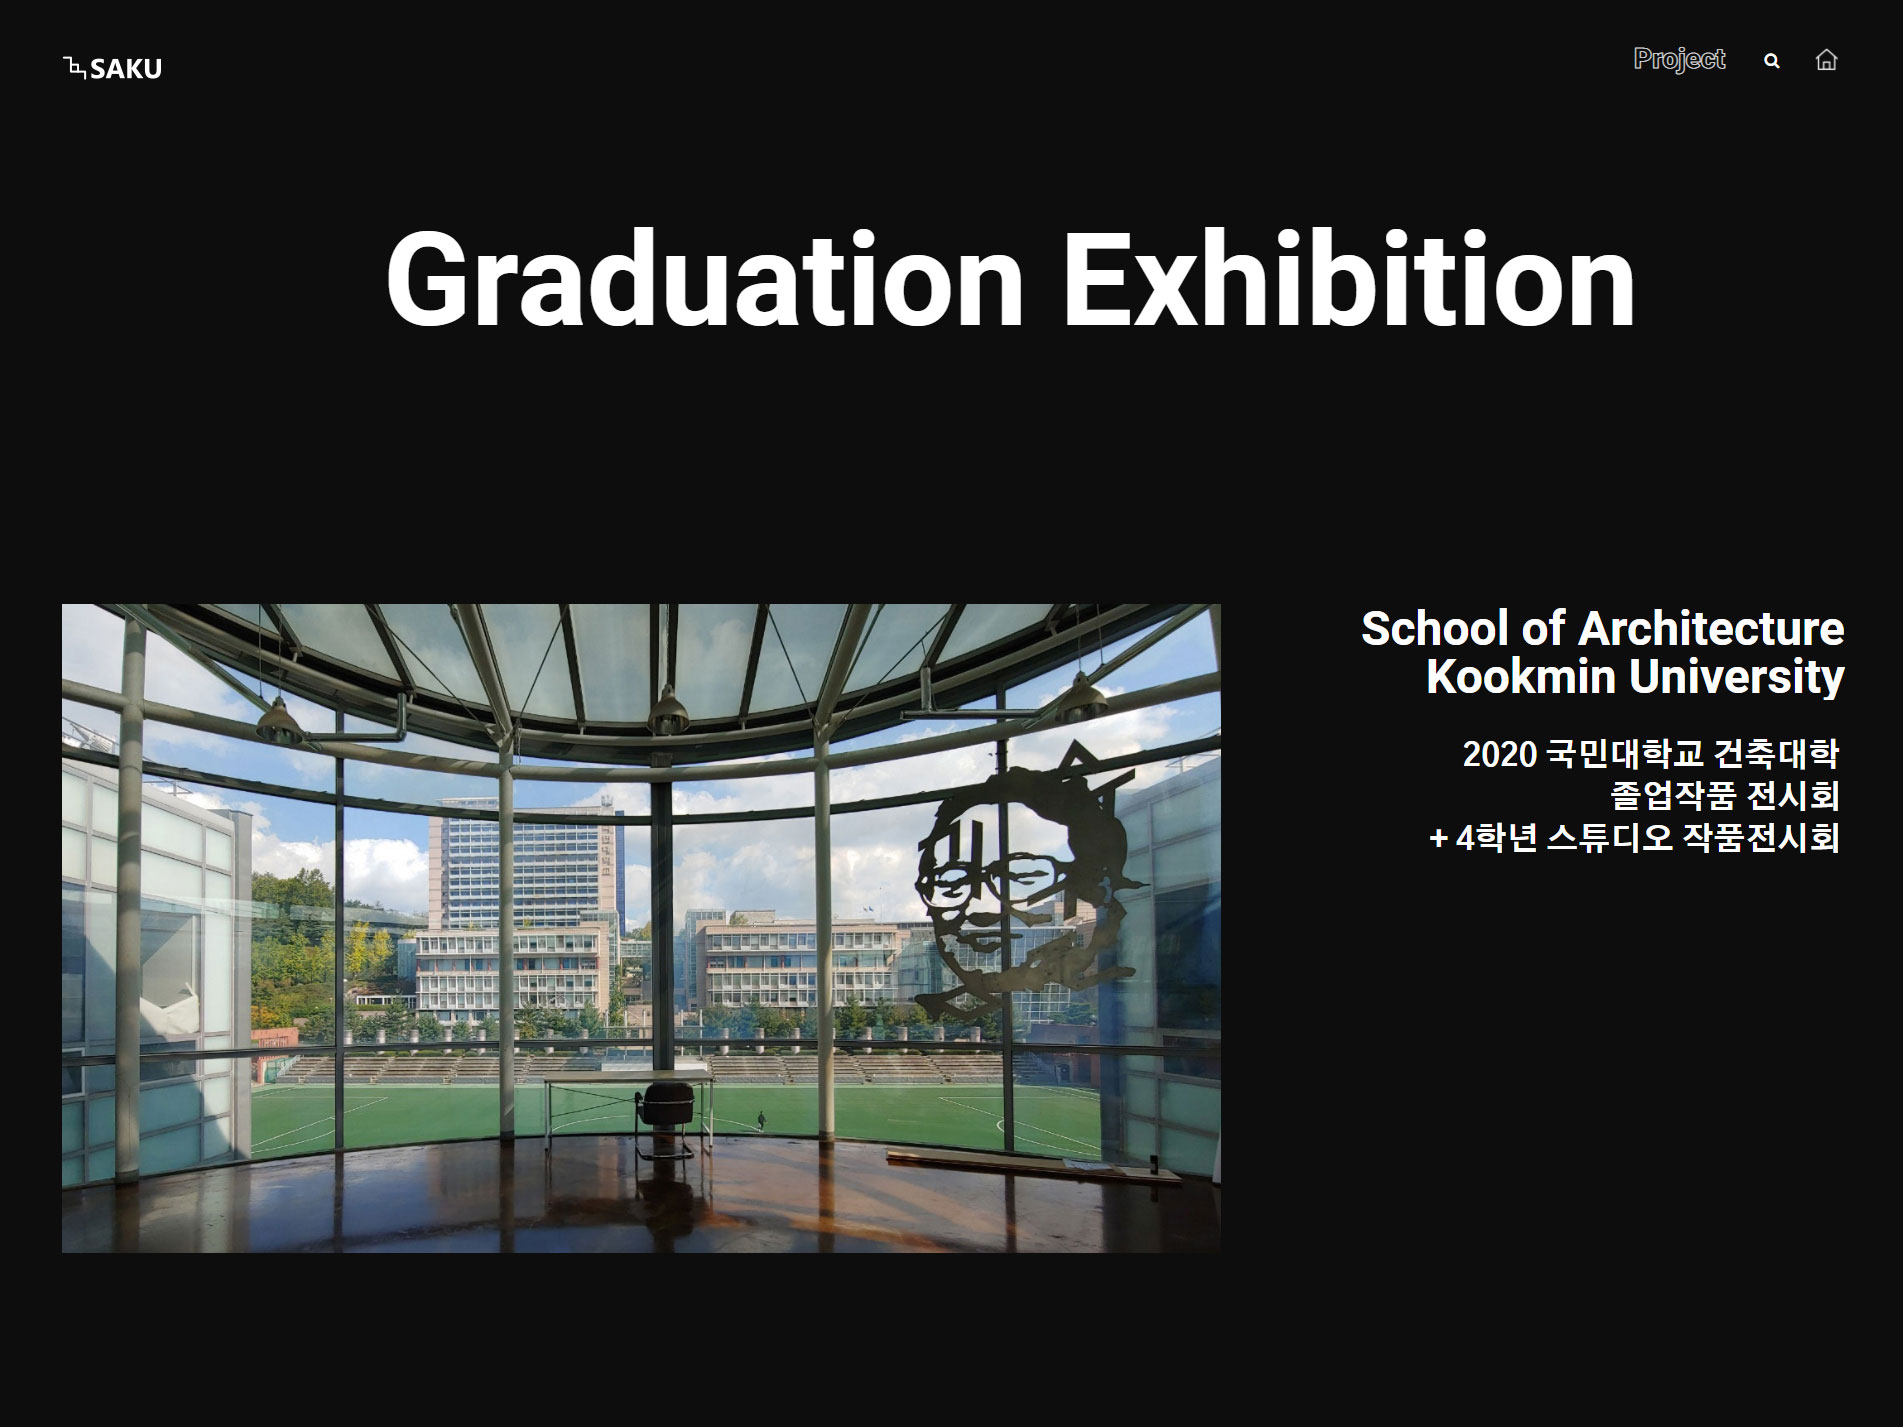 SAKU
Project
Graduation Exhibition
School of Architecture
Kookmin University
2020 국민대학교 건축대학
졸업작품 전시회
+ 4학년 스튜디오 작품전시회